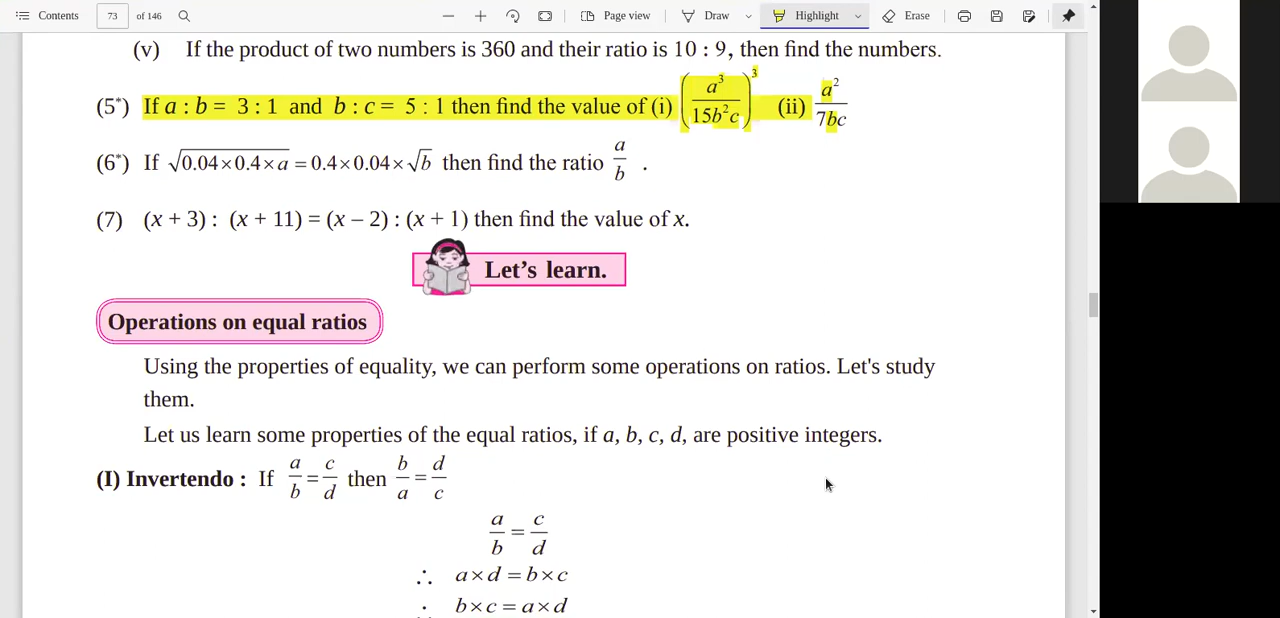 Contents 73 of 146 Page view Draw Highlight Erase
(v) If the product of two numbers is 360 and their ratio is 10 : 9, then find the numbers.
(5*) If a : b = 3 : 1 and b : c = 5 : 1 then find the value of (i) (a³/15b²c)³ (ii) a²/7bc
(6*) If √0.04×0.4×a = 0.4×0.04×√b then find the ratio a/b .
(7) (x + 3) : (x + 11) = (x – 2) : (x + 1) then find the value of x.
Let's learn.
Operations on equal ratios
Using the properties of equality, we can perform some operations on ratios. Let's study
them.
Let us learn some properties of the equal ratios, if a, b, c, d, are positive integers.
(I) Invertendo : If a/b = c/d then b/a = d/c
a/b = c/d
∴ a×d = b×c
∴ b×c = a×d